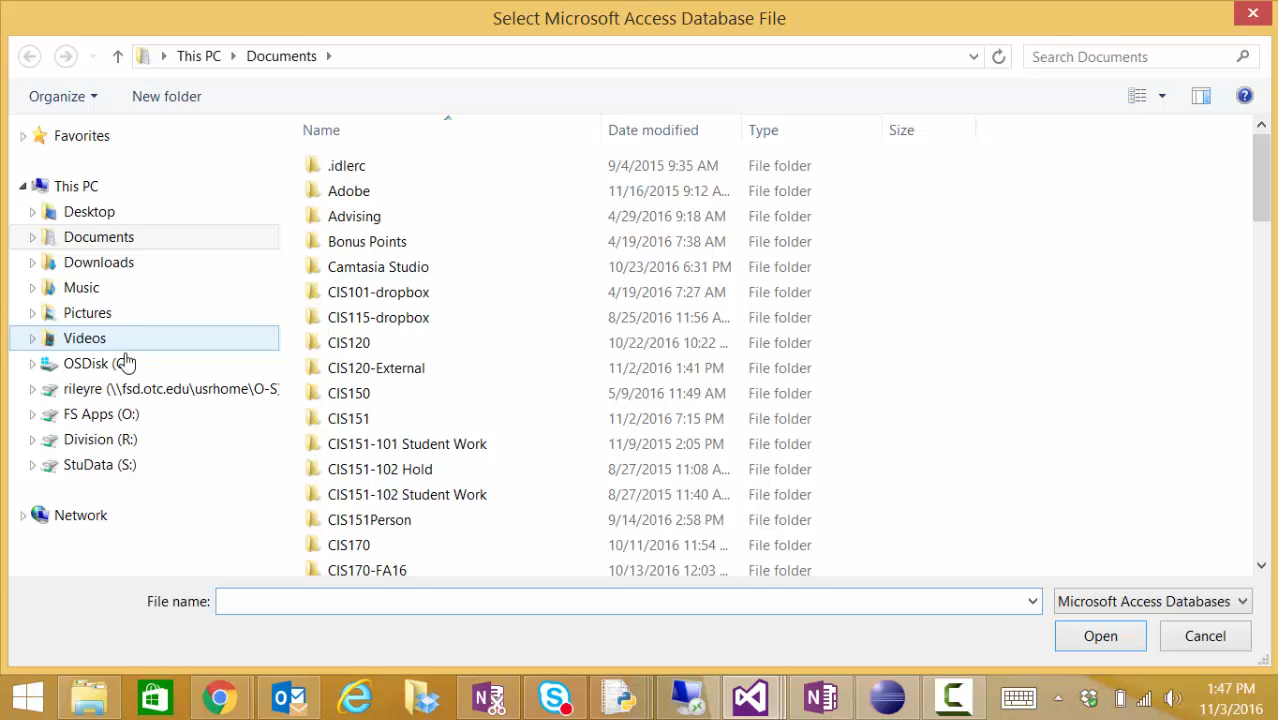 Select Microsoft Access Database File
This PC Documents
Search Documents
Organize New folder
Name Date modified Type Size
Favorites
This PC
Desktop
Documents
Downloads
Music
Pictures
Videos
OSDisk
rileyre (\\fsd.otc.edu\usrhome\O-S)
FS Apps (O:)
Division (R:)
StuData (S:)
Network
.idlerc 9/4/2015 9:35 AM File folder
Adobe 11/16/2015 9:12 A... File folder
Advising 4/29/2016 9:18 AM File folder
Bonus Points 4/19/2016 7:38 AM File folder
Camtasia Studio 10/23/2016 6:31 PM File folder
CIS101-dropbox 4/19/2016 7:27 AM File folder
CIS115-dropbox 8/25/2016 11:56 A... File folder
CIS120 10/22/2016 10:22 ... File folder
CIS120-External 11/2/2016 1:41 PM File folder
CIS150 5/9/2016 11:49 AM File folder
CIS151 11/2/2016 7:15 PM File folder
CIS151-101 Student Work 11/9/2015 2:05 PM File folder
CIS151-102 Hold 8/27/2015 11:08 A... File folder
CIS151-102 Student Work 8/27/2015 11:40 A... File folder
CIS151Person 9/14/2016 2:58 PM File folder
CIS170 10/11/2016 11:54 ... File folder
CIS170-FA16 10/13/2016 12:03 ... File folder
File name: Microsoft Access Databases
Open Cancel
1:47 PM
11/3/2016